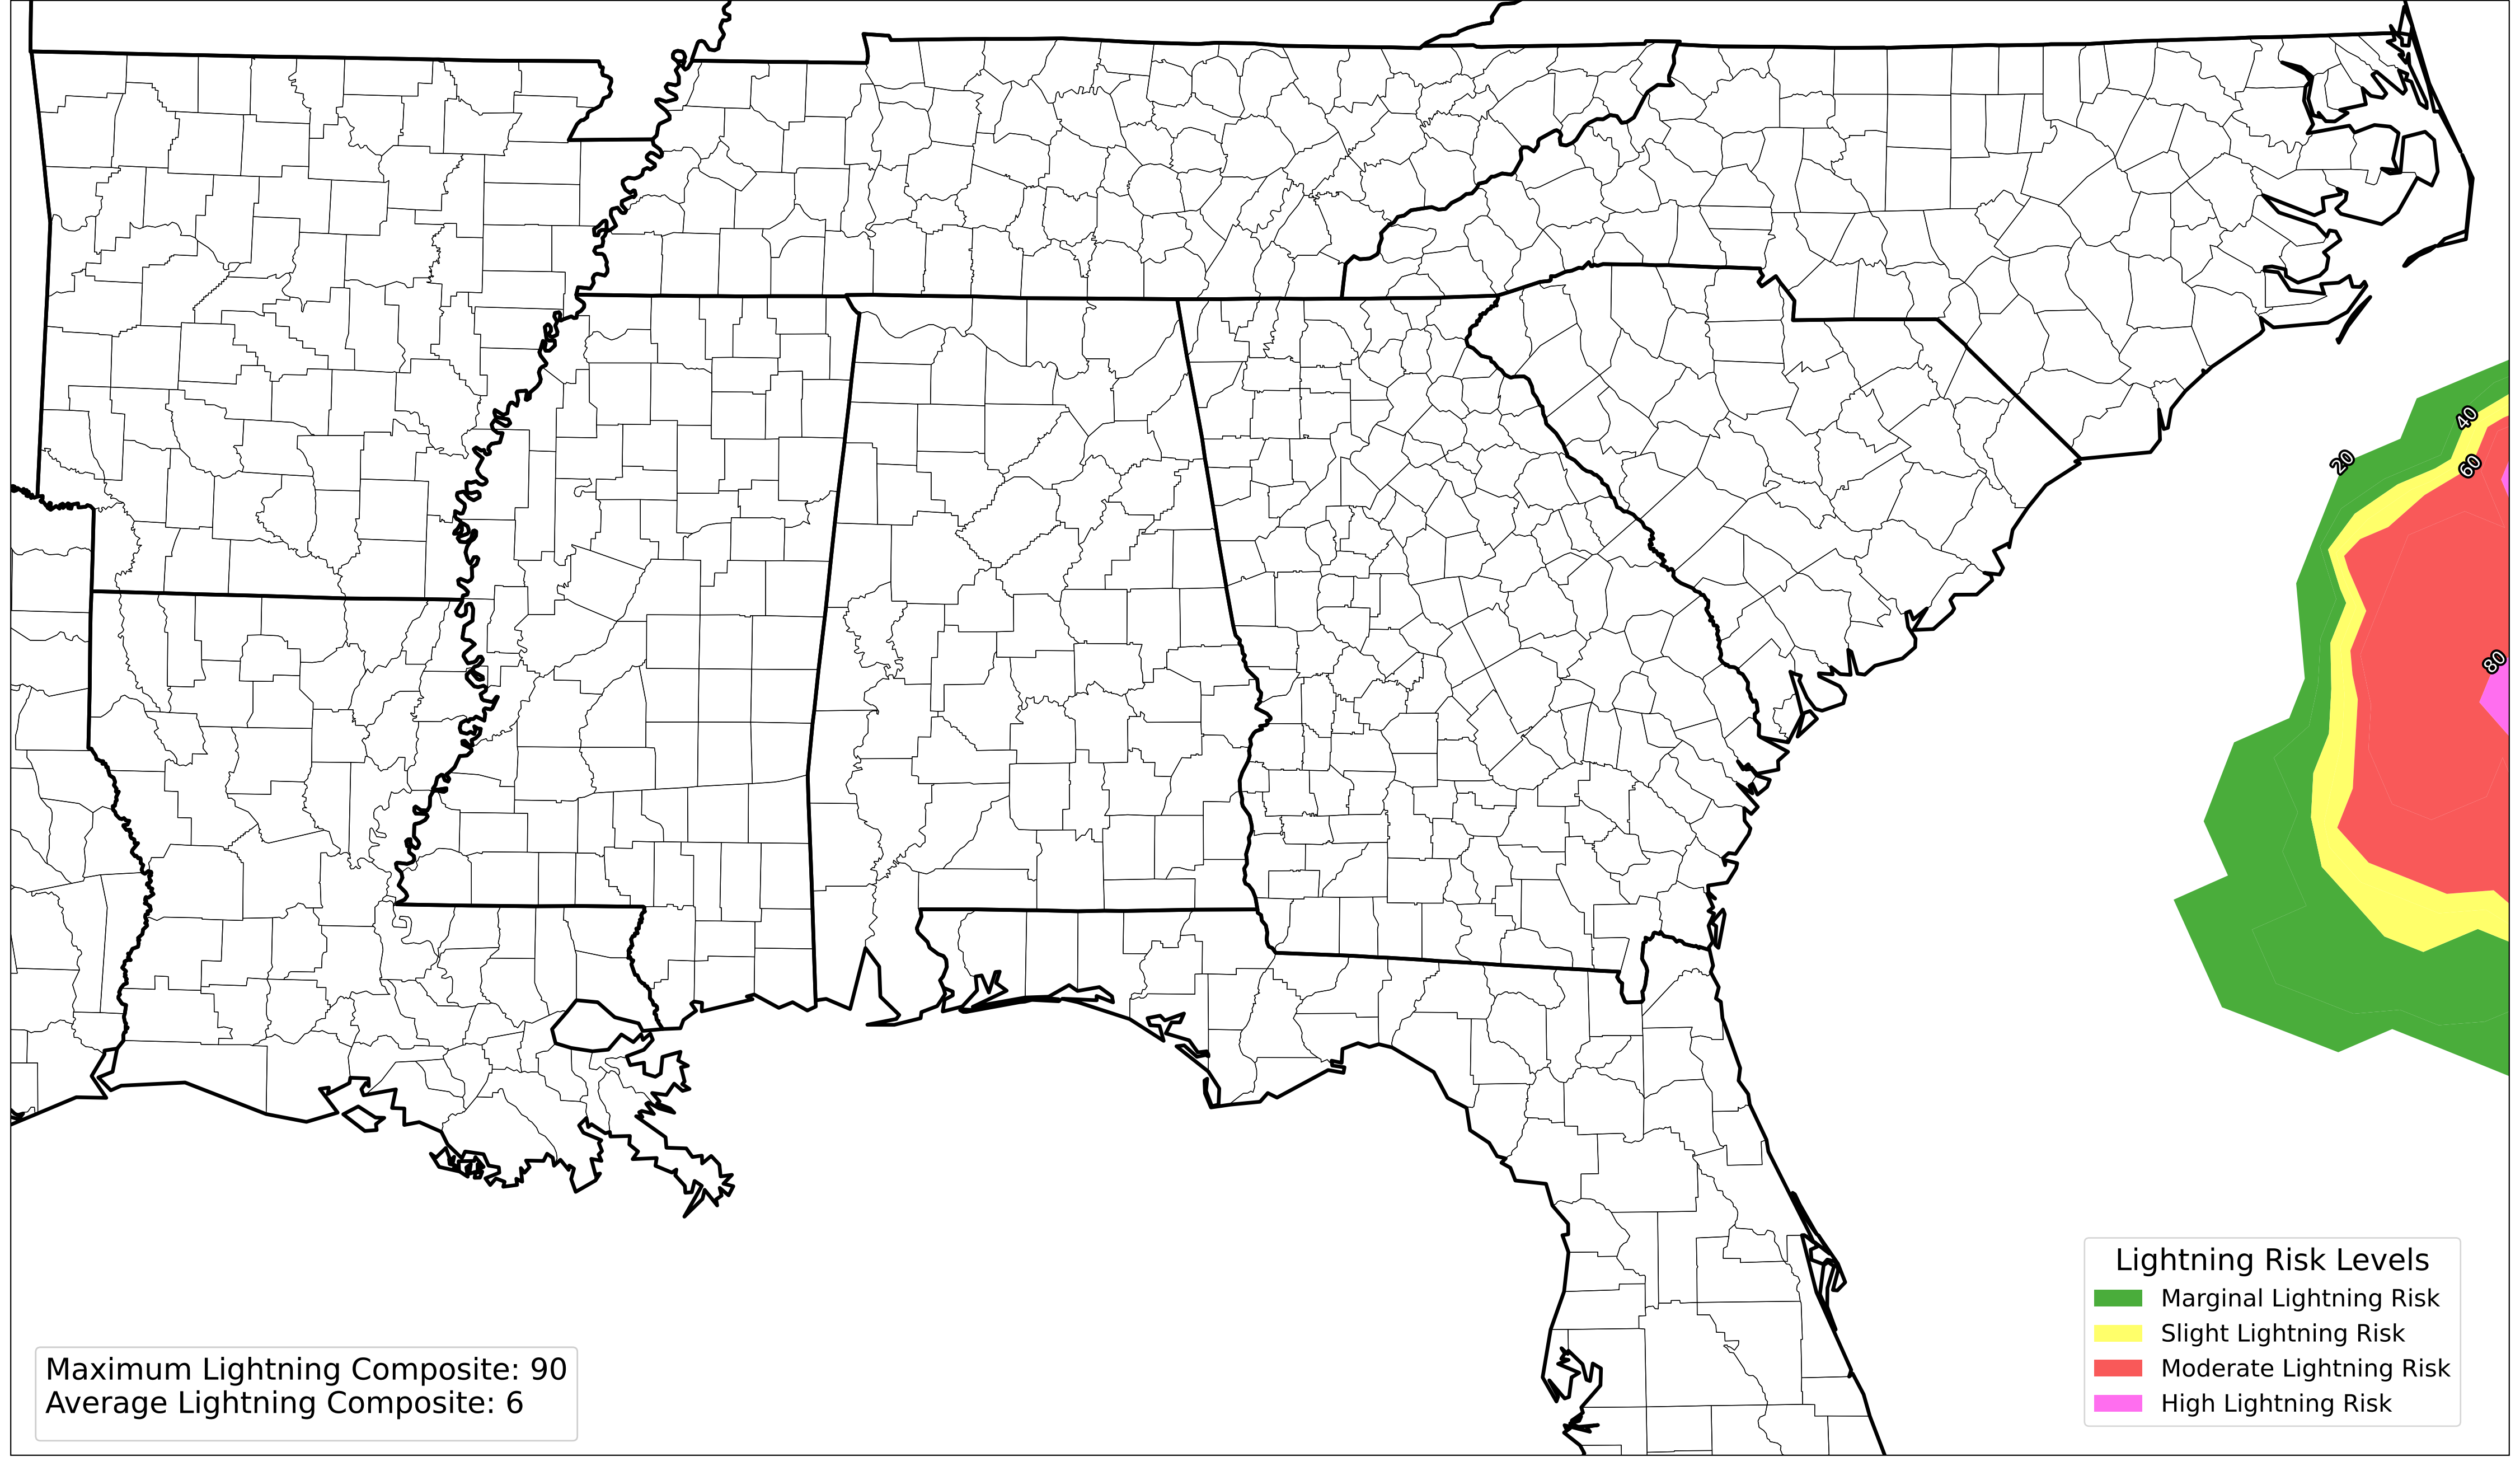 40
20
60
80
Lightning Risk Levels
Marginal Lightning Risk
Slight Lightning Risk
Moderate Lightning Risk
High Lightning Risk
Maximum Lightning Composite: 90
Average Lightning Composite: 6